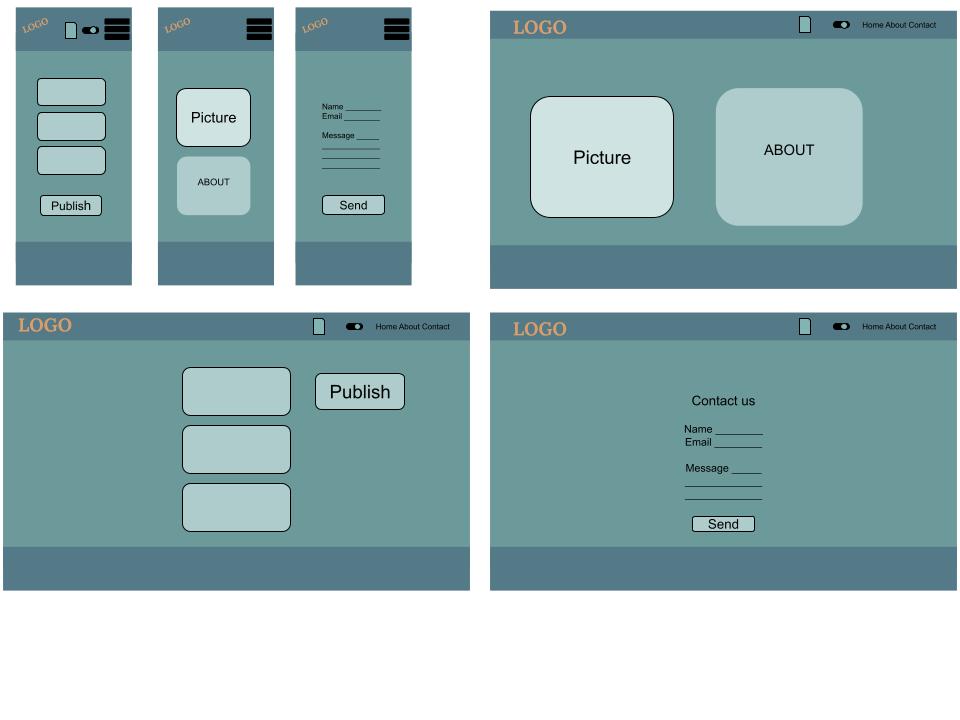 LOGO
Publish
LOGO
Picture
ABOUT
LOGO
Name ________
Email ________
Message _____
Send
LOGO
Home About Contact
Picture
ABOUT
LOGO
Home About Contact
Publish
LOGO
Home About Contact
Contact us
Name ________
Email ________
Message _____
Send